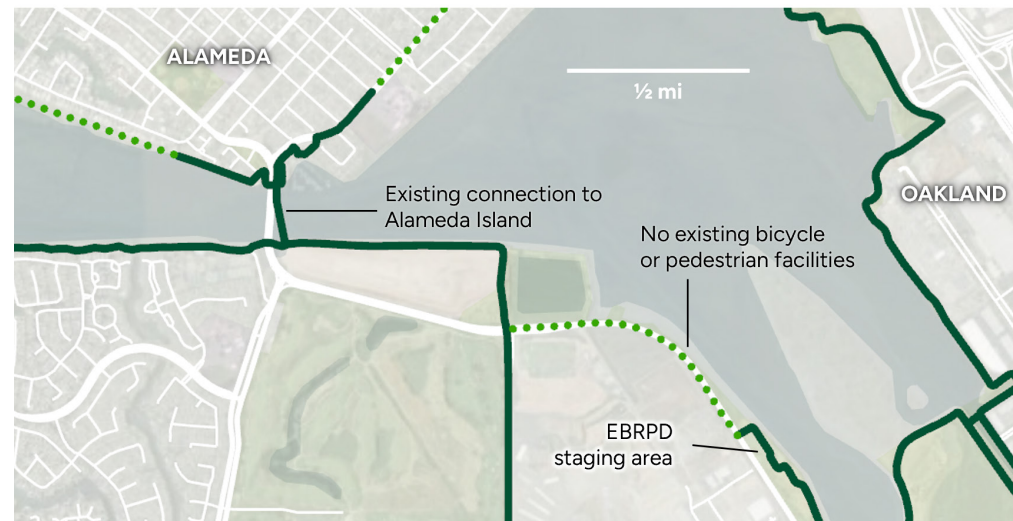 ALAMEDA
½ mi
OAKLAND
Existing connection to
Alameda Island
No existing bicycle
or pedestrian facilities
EBRPD
staging area